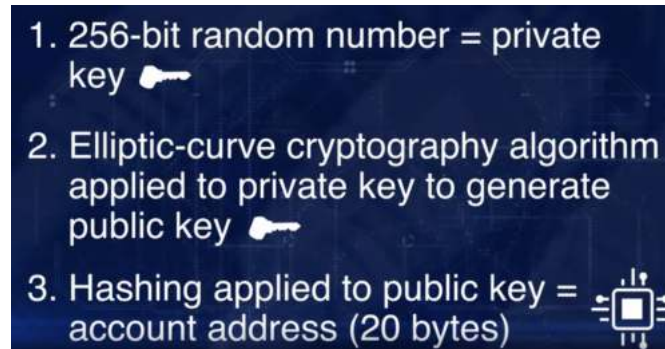 1. 256-bit random number = private
key
2. Elliptic-curve cryptography algorithm
applied to private key to generate
public key
3. Hashing applied to public key =
account address (20 bytes)